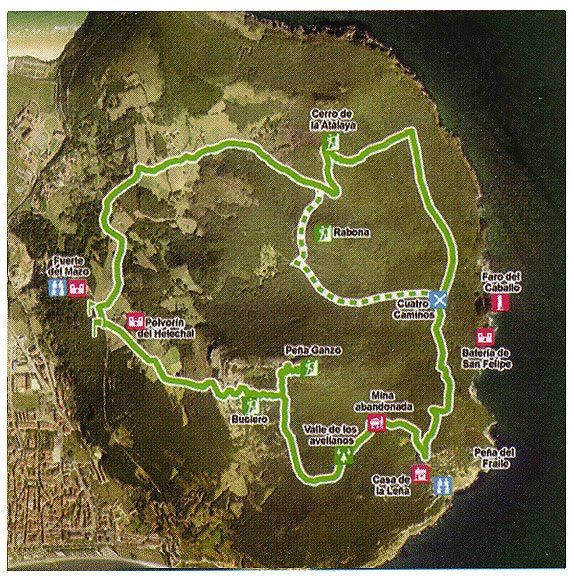 Cerro de
la Atalaya
Rabona
Fuerte
del Mazo
Faro del
Caballo
Cuatro
Caminos
Polvorín
del Helechal
Batería de
San Felipe
Peña Ganzo
Mina
abandonada
Buciero
Valle de los
avellanos
Peña del
Fraile
Casa de
la Leña